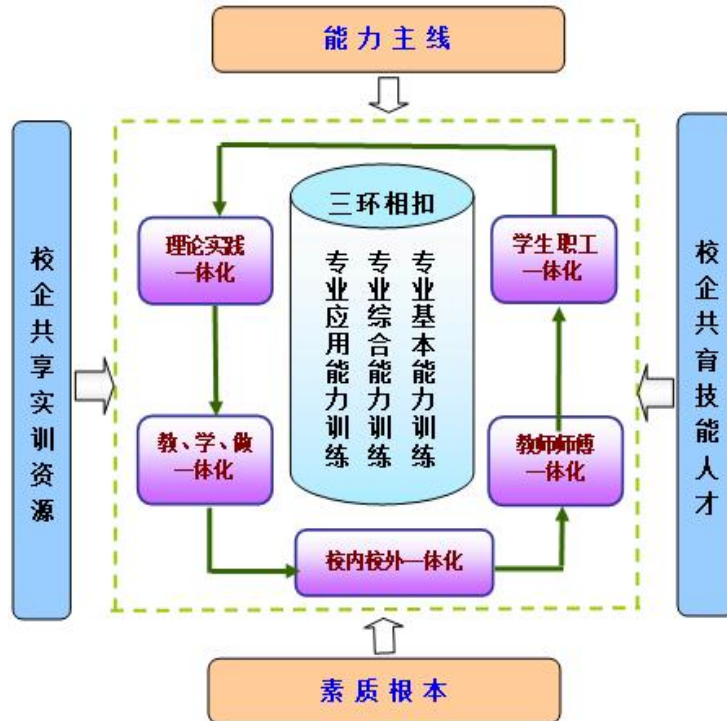 能力主线
校企共享实训资源
三环相扣
专业应用能力训练
专业综合能力训练
专业基本能力训练
理论实践
一体化
教、学、做
一体化
校内校外一体化
教师师傅
一体化
学生职工
一体化
校企共育技能人才
素质根本